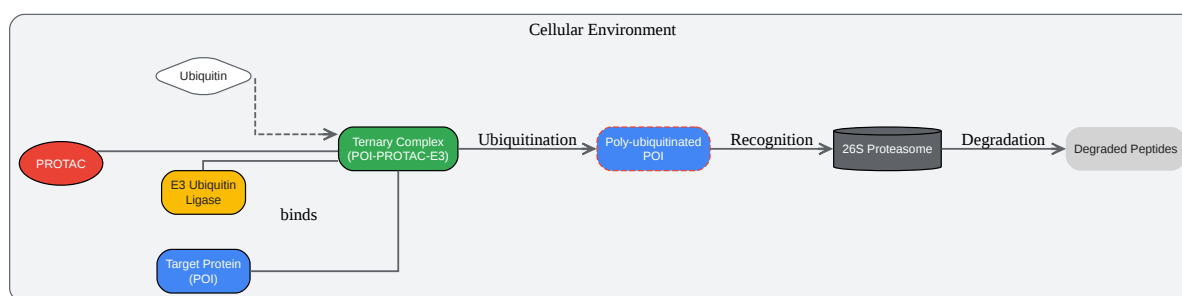 Cellular Environment
Ubiquitin
PROTAC
E3 Ubiquitin
Ligase
binds
Target Protein
(POI)
Ternary Complex
(POI-PROTAC-E3)
Ubiquitination
Poly-ubiquitinated
POI
Recognition
26S Proteasome
Degradation
Degraded Peptides